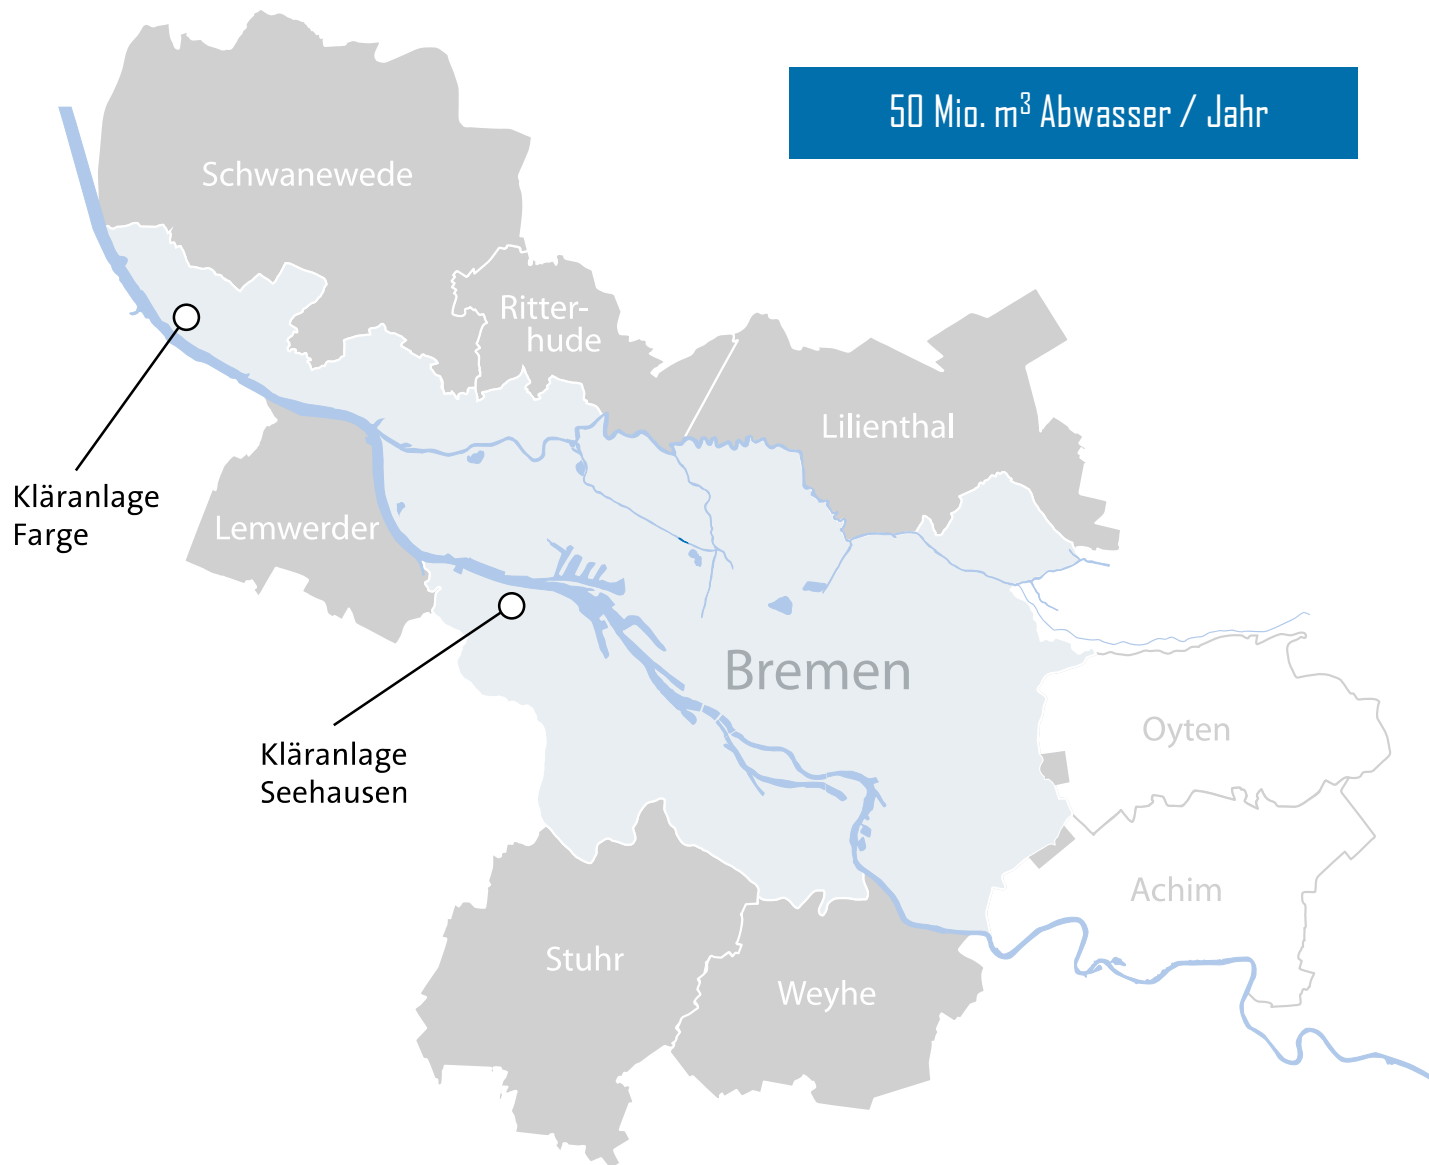 50 Mio. m³ Abwasser / Jahr
Schwanewede
Ritter-
hude
Lilienthal
Kläranlage
Farge
Lemwerder
Bremen
Kläranlage
Seehausen
Oyten
Achim
Stuhr
Weyhe